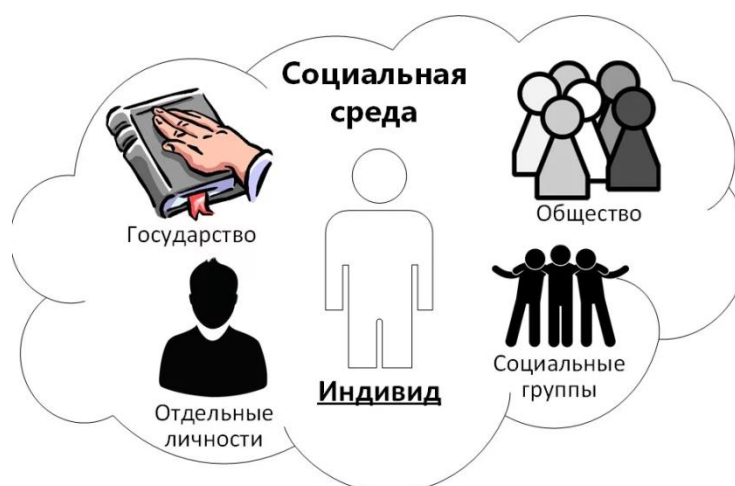 Социальная
среда
Государство
Общество
Отдельные
личности
Индивид
Социальные
группы